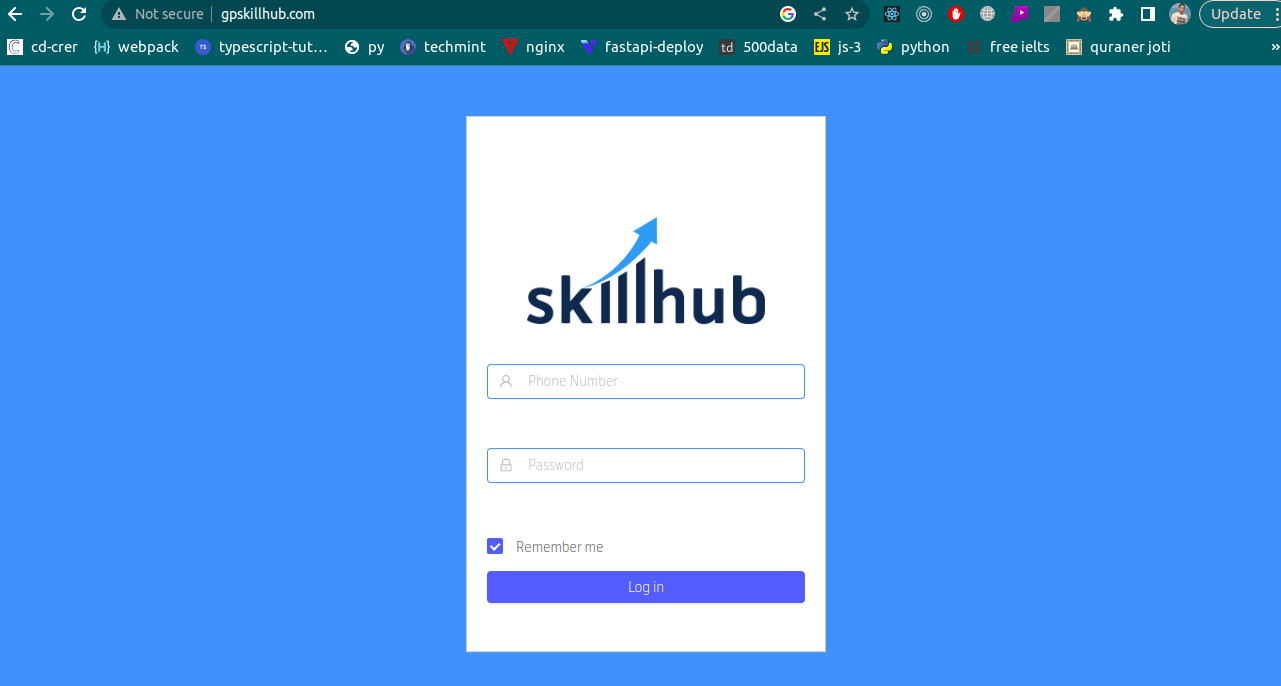 Not secure gpskillhub.com Update
cd-crer {H} webpack TS typescript-tut... py techmint nginx fastapi-deploy td 500data EJS js-3 python free ielts quraner joti »
skillhub
Phone Number
Password
Remember me
Log in